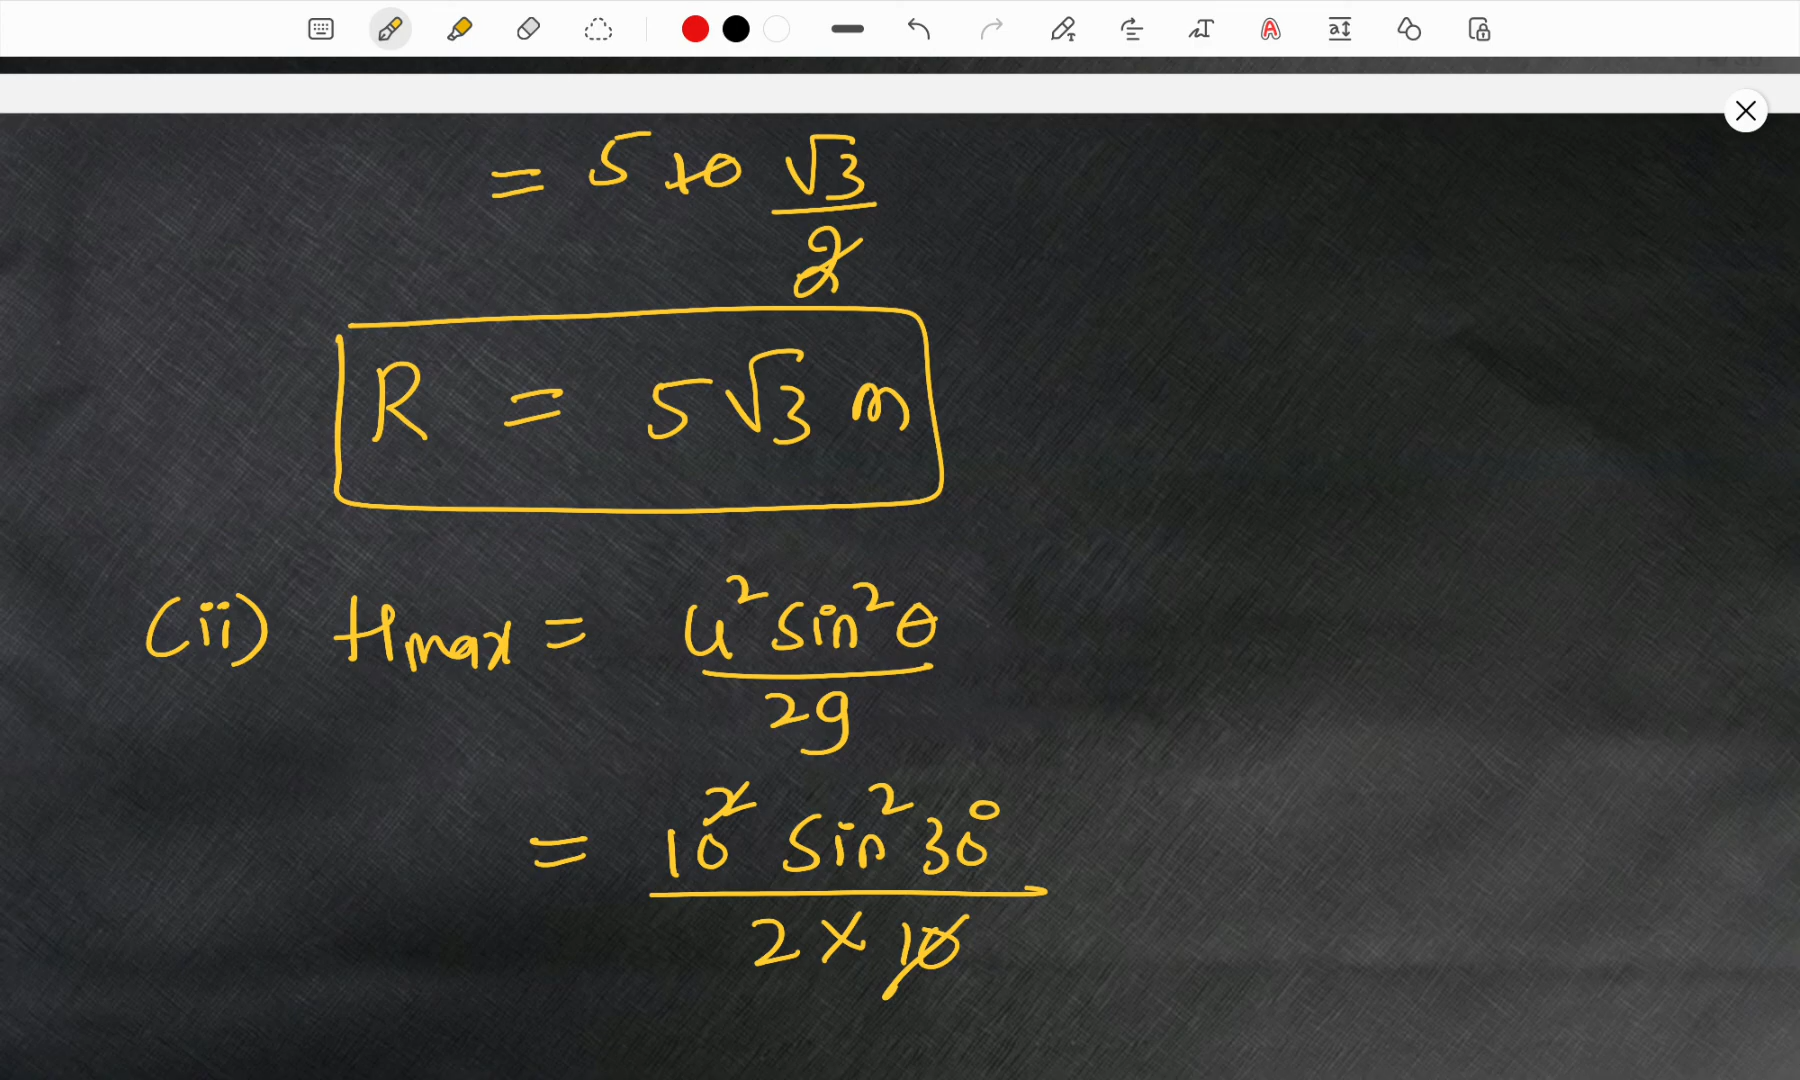 = 5 10 √3
2
R = 5√3 m
(ii) Hmax = u² sin²θ
2g
= 10² Sin² 30°
2 × 10